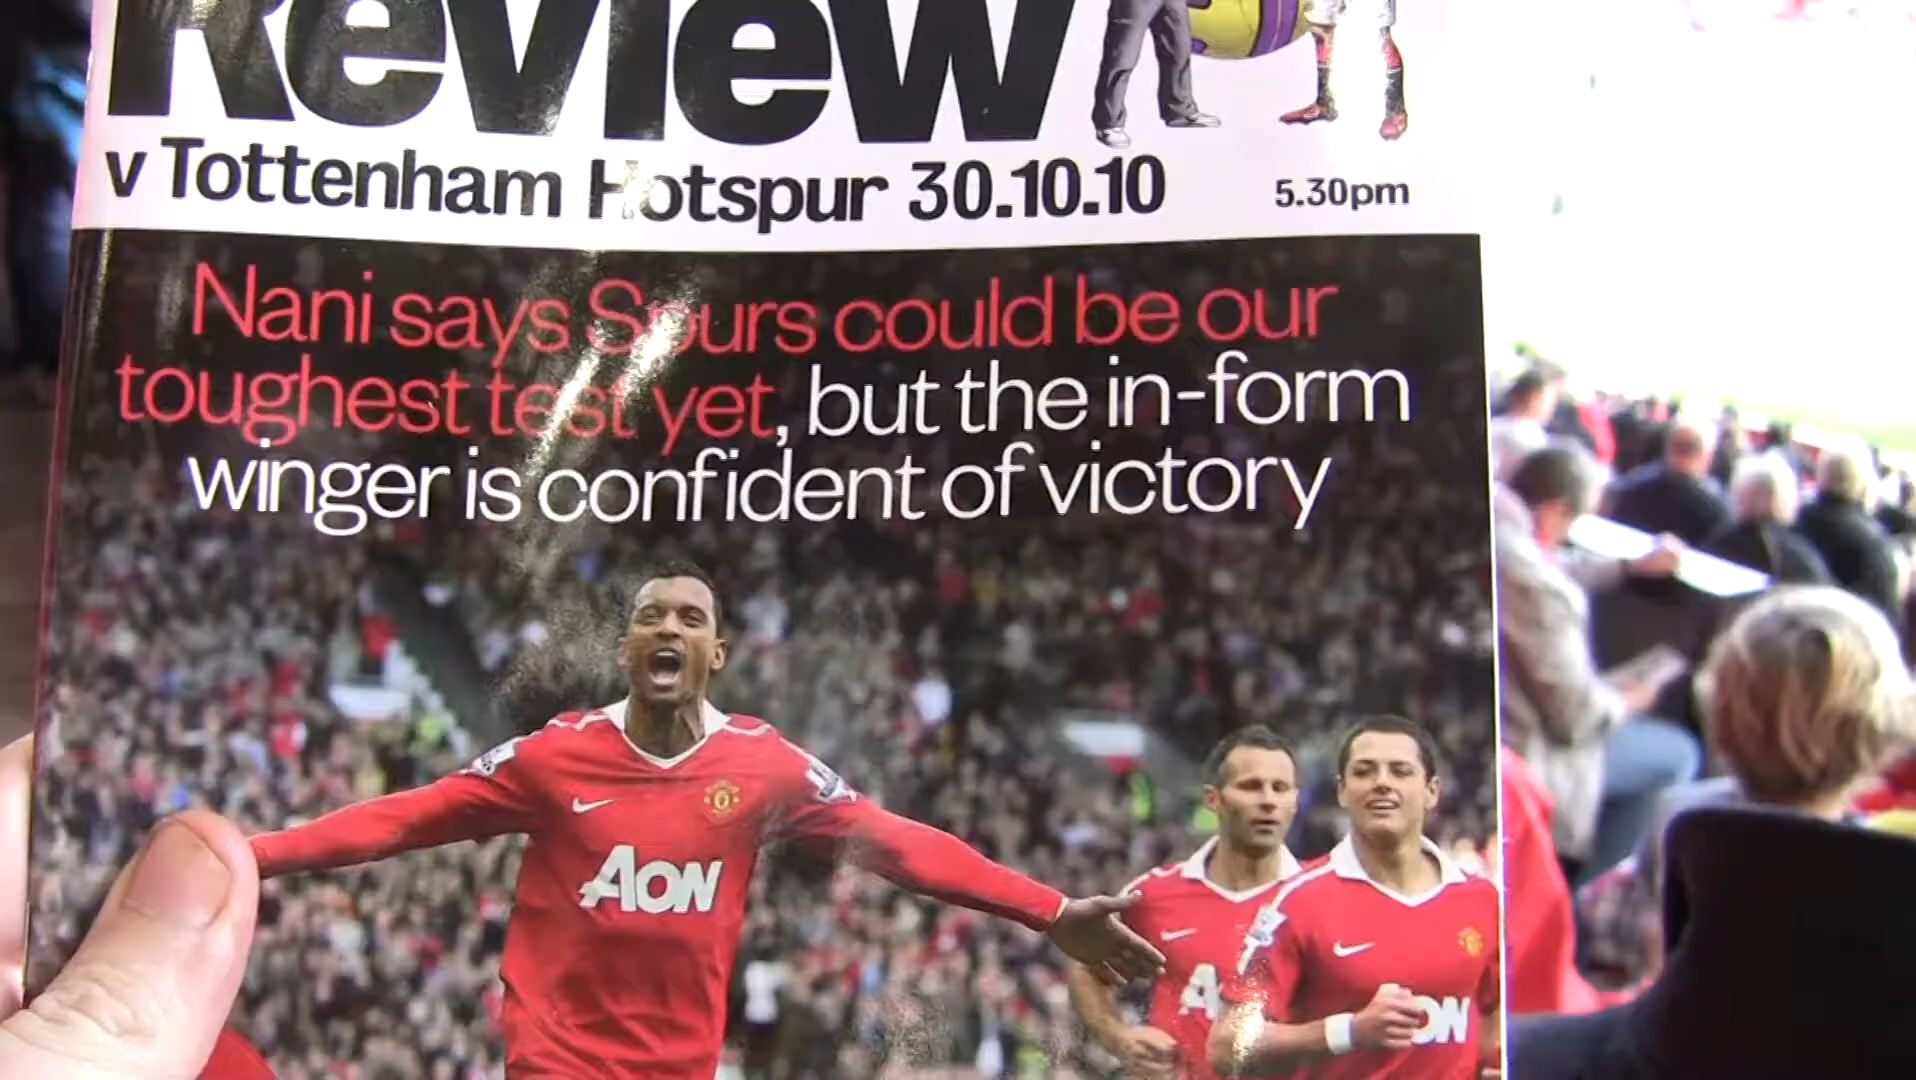 Review
v Tottenham Hotspur 30.10.10 5.30pm
Nani says Spurs could be our
toughest test yet, but the in-form
winger is confident of victory
AON
A
AON